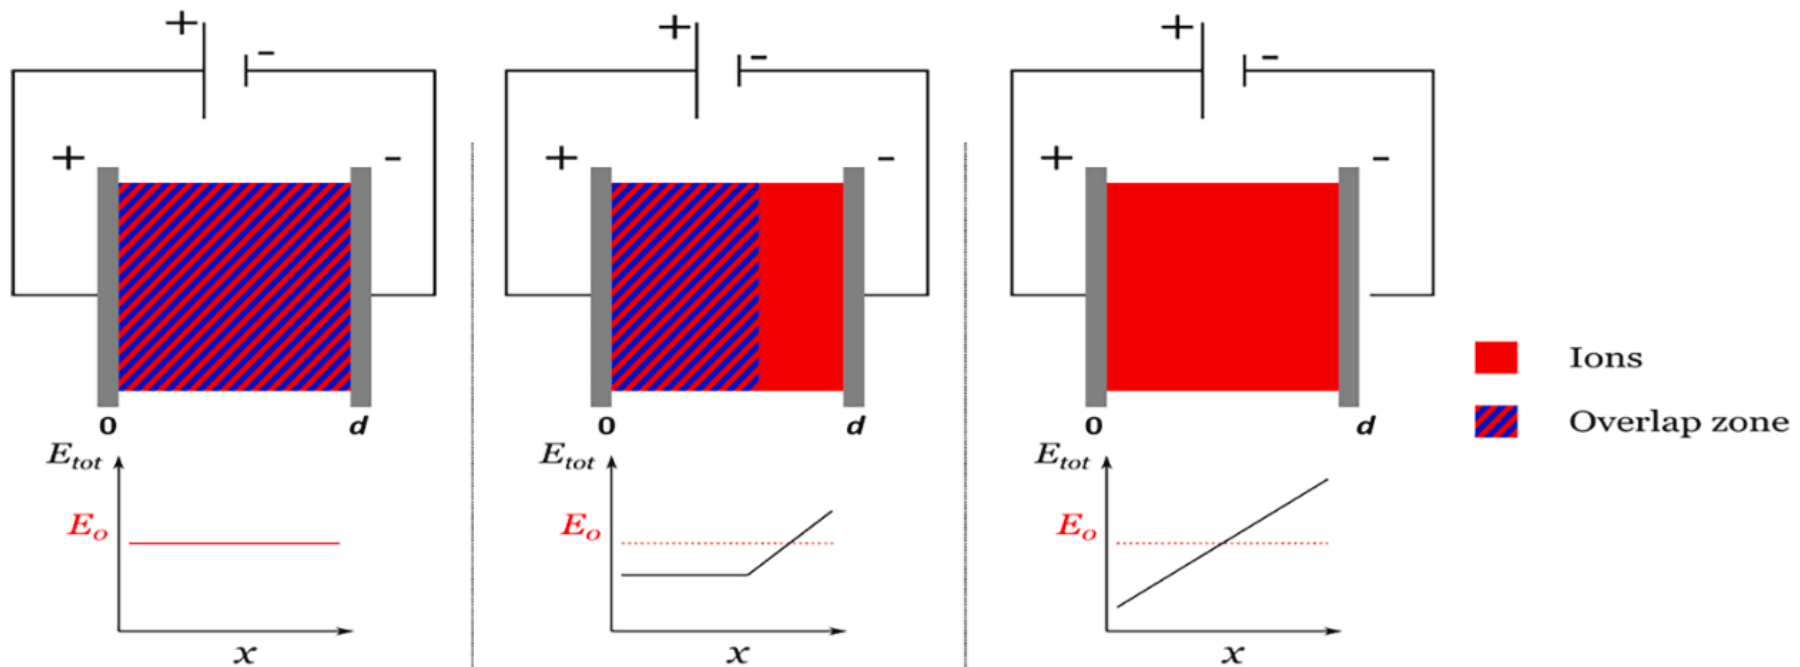 + -
+ -
0 d
E_tot
E_o
x
+ -
+ -
0 d
E_tot
E_o
x
+ -
+ -
0 d
E_tot
E_o
x
Ions
Overlap zone